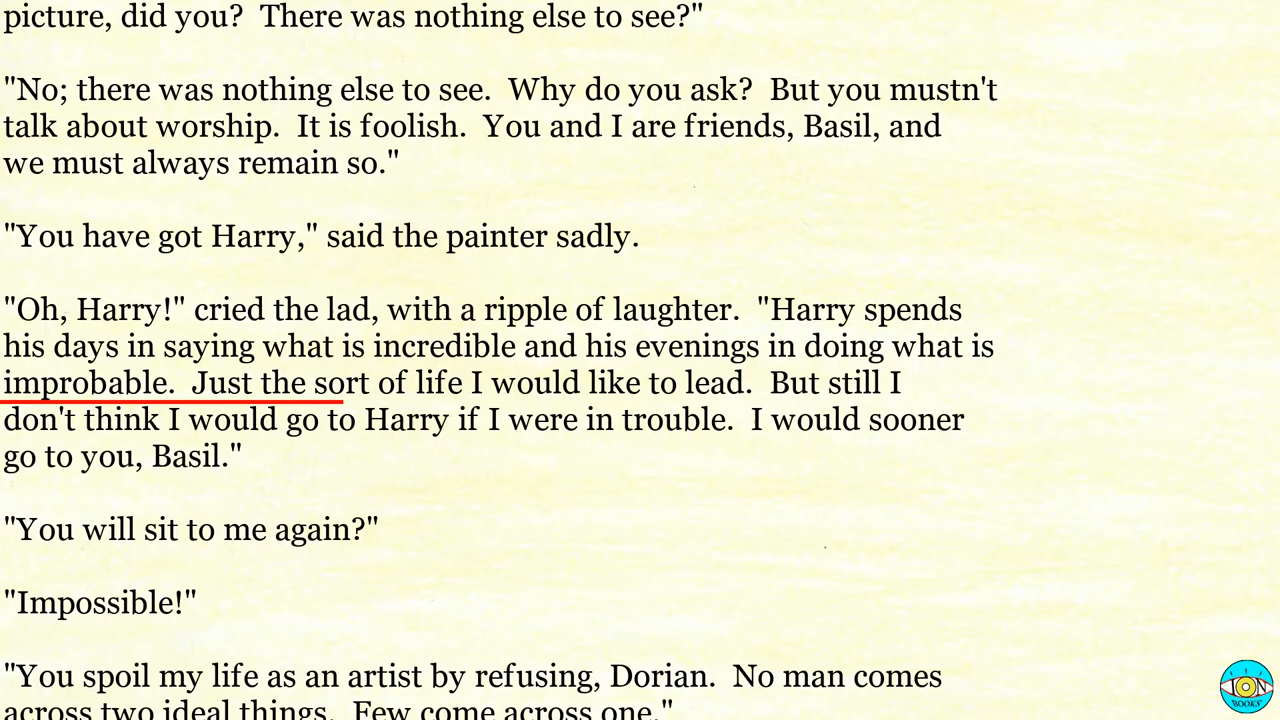 picture, did you?  There was nothing else to see?"
"No; there was nothing else to see.  Why do you ask?  But you mustn't
talk about worship.  It is foolish.  You and I are friends, Basil, and
we must always remain so."
"You have got Harry," said the painter sadly.
"Oh, Harry!" cried the lad, with a ripple of laughter.  "Harry spends
his days in saying what is incredible and his evenings in doing what is
improbable.  Just the sort of life I would like to lead.  But still I
don't think I would go to Harry if I were in trouble.  I would sooner
go to you, Basil."
"You will sit to me again?"
"Impossible!"
"You spoil my life as an artist by refusing, Dorian.  No man comes
across two ideal things.  Few come across one."
ION
BOOKS